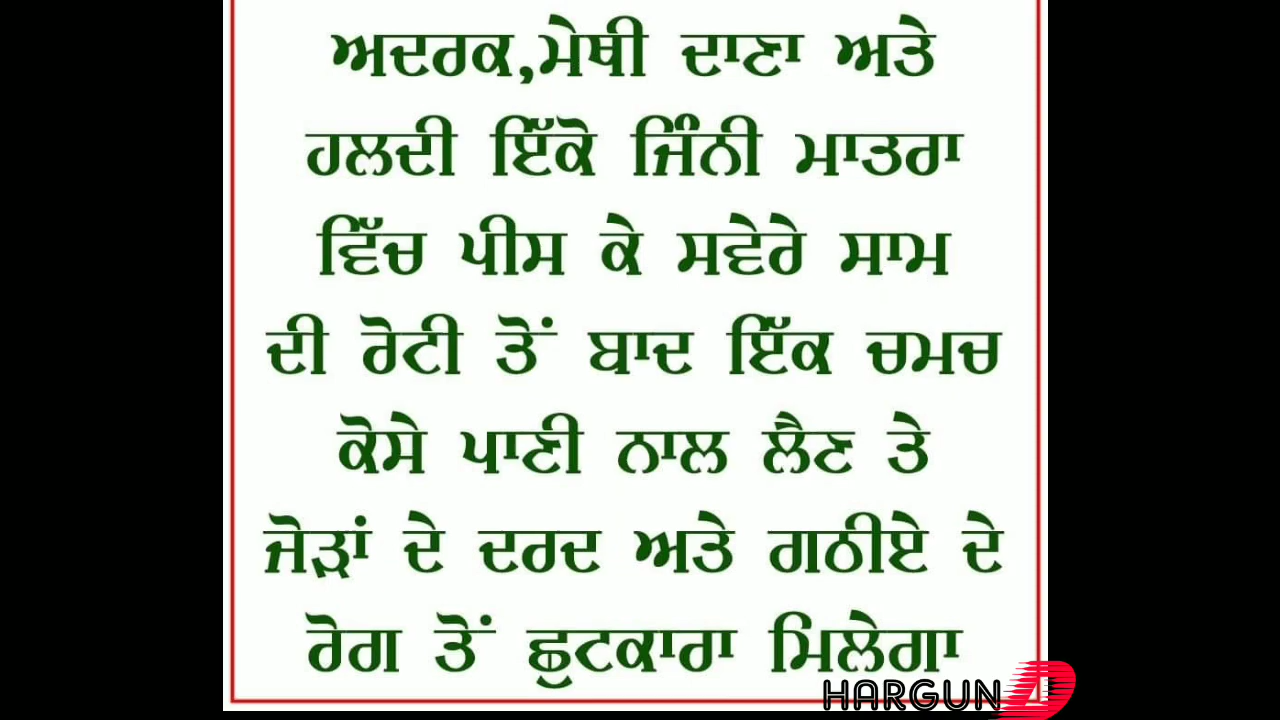 ਅਦਰਕ,ਮੇਥੀ ਦਾਣਾ ਅਤੇ
ਹਲਦੀ ਇੱਕੋ ਜਿੰਨੀ ਮਾਤਰਾ
ਵਿੱਚ ਪੀਸ ਕੇ ਸਵੇਰੇ ਸਾਮ
ਦੀ ਰੋਟੀ ਤੋਂ ਬਾਦ ਇੱਕ ਚਮਚ
ਕੋਸੇ ਪਾਣੀ ਨਾਲ ਲੈਣ ਤੇ
ਜੋੜਾਂ ਦੇ ਦਰਦ ਅਤੇ ਗਠੀਏ ਦੇ
ਰੋਗ ਤੋਂ ਛੁਟਕਾਰਾ ਮਿਲੇਗਾ
HARGUN